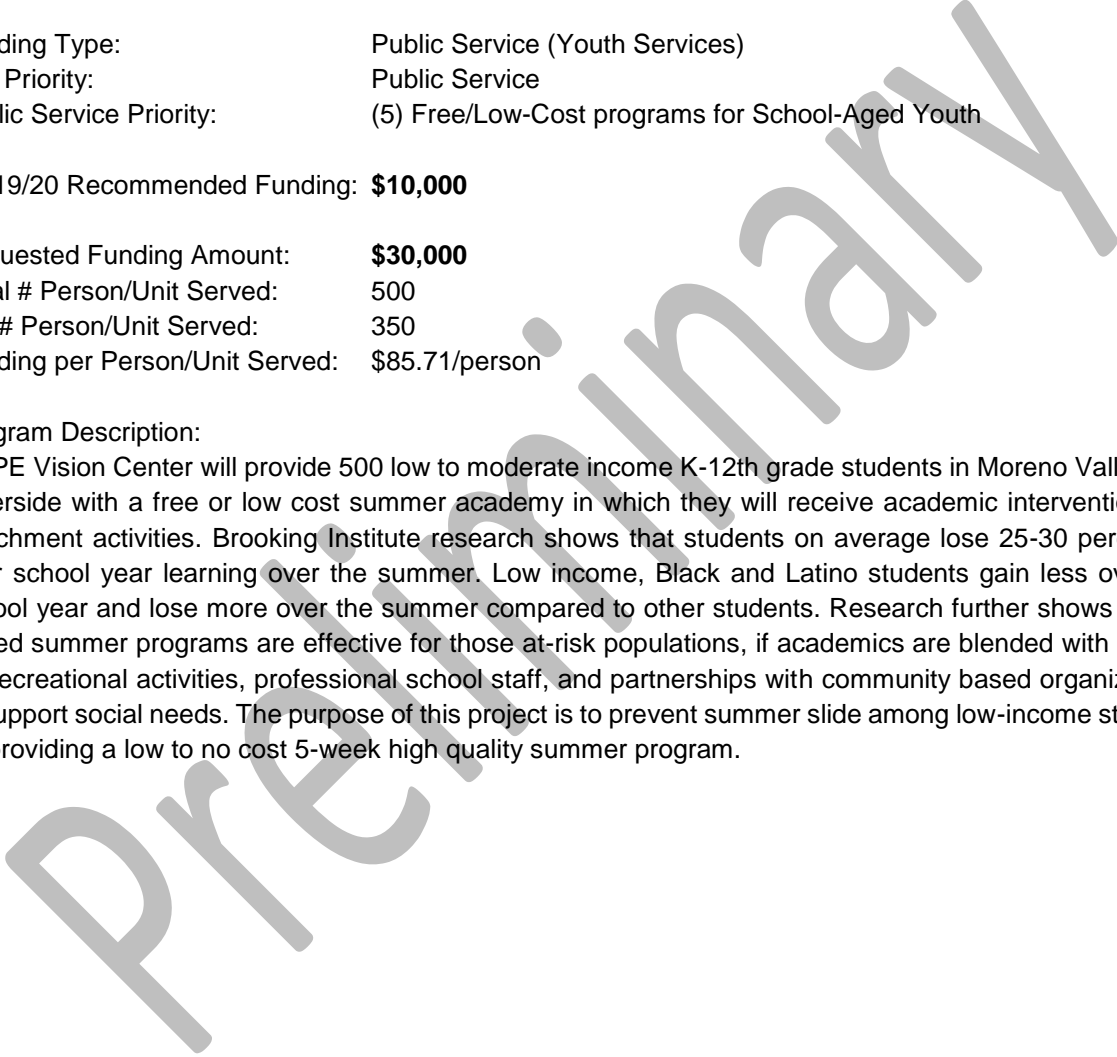 ding Type: Public Service (Youth Services)
Priority: Public Service
lic Service Priority: (5) Free/Low-Cost programs for School-Aged Youth
19/20 Recommended Funding: $10,000
uested Funding Amount: $30,000
al # Person/Unit Served: 500
# Person/Unit Served: 350
ding per Person/Unit Served: $85.71/person
gram Description:
PE Vision Center will provide 500 low to moderate income K-12th grade students in Moreno Vall
erside with a free or low cost summer academy in which they will receive academic interventi
chment activities. Brooking Institute research shows that students on average lose 25-30 per
r school year learning over the summer. Low income, Black and Latino students gain less ov
ool year and lose more over the summer compared to other students. Research further shows
ed summer programs are effective for those at-risk populations, if academics are blended with
ecreational activities, professional school staff, and partnerships with community based organiz
upport social needs. The purpose of this project is to prevent summer slide among low-income st
providing a low to no cost 5-week high quality summer program.
Preliminary